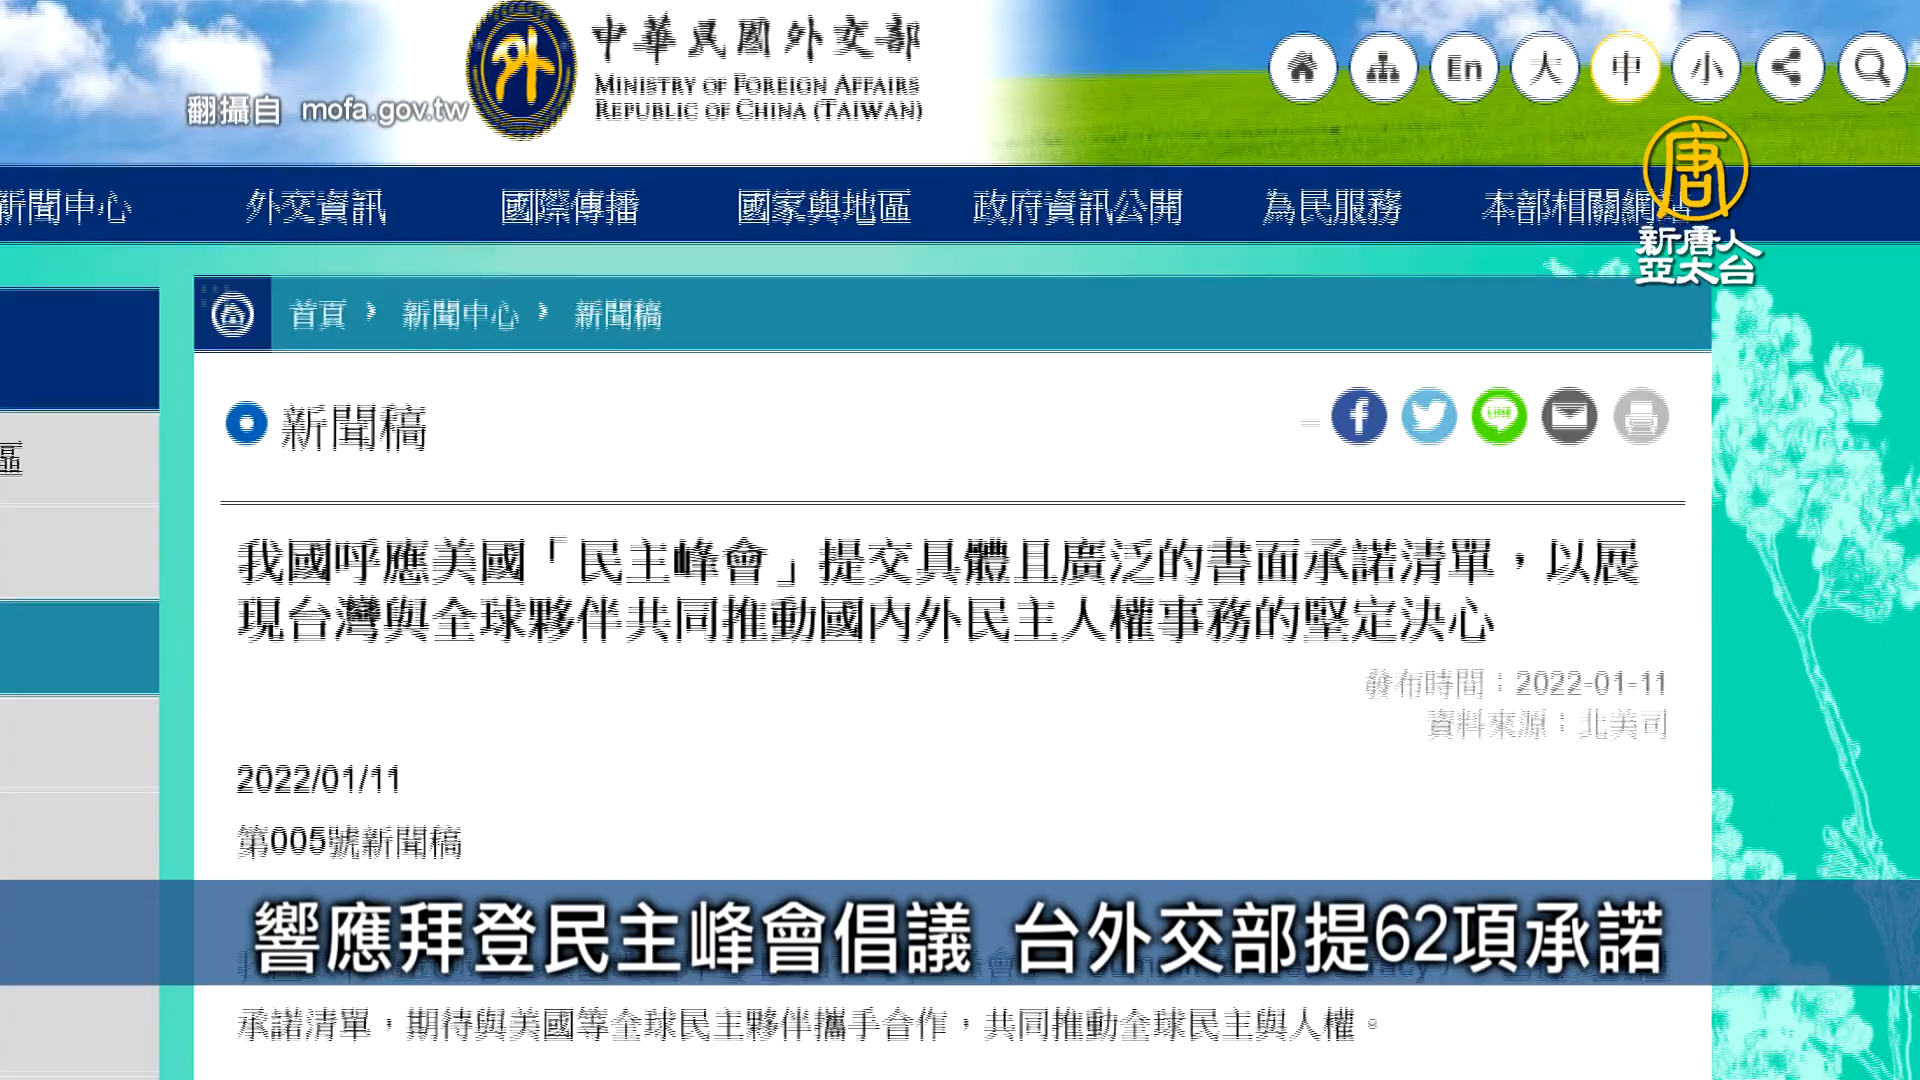 中華民國外交部
MINISTRY OF FOREIGN AFFAIRS
REPUBLIC OF CHINA (TAIWAN)
翻攝自 mofa.gov.tw
En 大 中 小
唐
新唐人
亞太台
新聞中心 外交資訊 國際傳播 國家與地區 政府資訊公開 為民服務 本部相關網站
首頁 新聞中心 新聞稿
新聞稿
LINE
區
我國呼應美國「民主峰會」提交具體且廣泛的書面承諾清單，以展
現台灣與全球夥伴共同推動國內外民主人權事務的堅定決心
發布時間：2022-01-11
資料來源：北美司
2022/01/11
第005號新聞稿
響應拜登民主峰會倡議 台外交部提62項承諾
承諾清單，期待與美國等全球民主夥伴攜手合作，共同推動全球民主與人權。